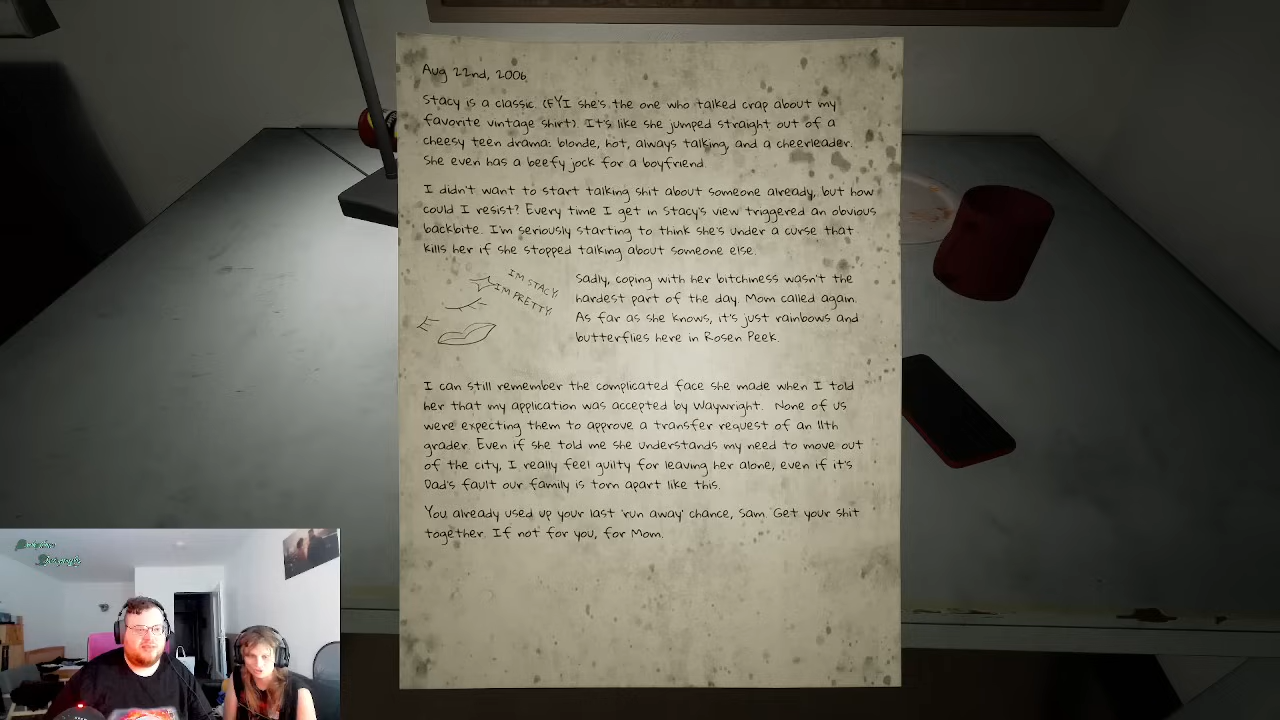 Aug 22nd, 2006
Stacy is a classic. (FYI she's the one who talked crap about my
favorite vintage shirt). It's like she jumped straight out of a
cheesy teen drama: blonde, hot, always talking, and a cheerleader.
She even has a beefy jock for a boyfriend.
I didn't want to start talking shit about someone already, but how
could I resist? Every time I get in Stacy's view triggered an obvious
backbite. I'm seriously starting to think she's under a curse that
kills her if she stopped talking about someone else.
I'M STACY,
I'M PRETTY.
Sadly, coping with her bitchiness wasn't the
hardest part of the day. Mom called again.
As far as she knows, it's just rainbows and
butterflies here in Rosen Peek.
I can still remember the complicated face she made when I told
her that my application was accepted by Waywright. None of us
were expecting them to approve a transfer request of an 11th
grader. Even if she told me she understands my need to move out
of the city, I really feel guilty for leaving her alone, even if it's
Dad's fault our family is torn apart like this.
You already used up your last 'run away' chance, Sam. Get your shit
together. If not for you, for Mom.